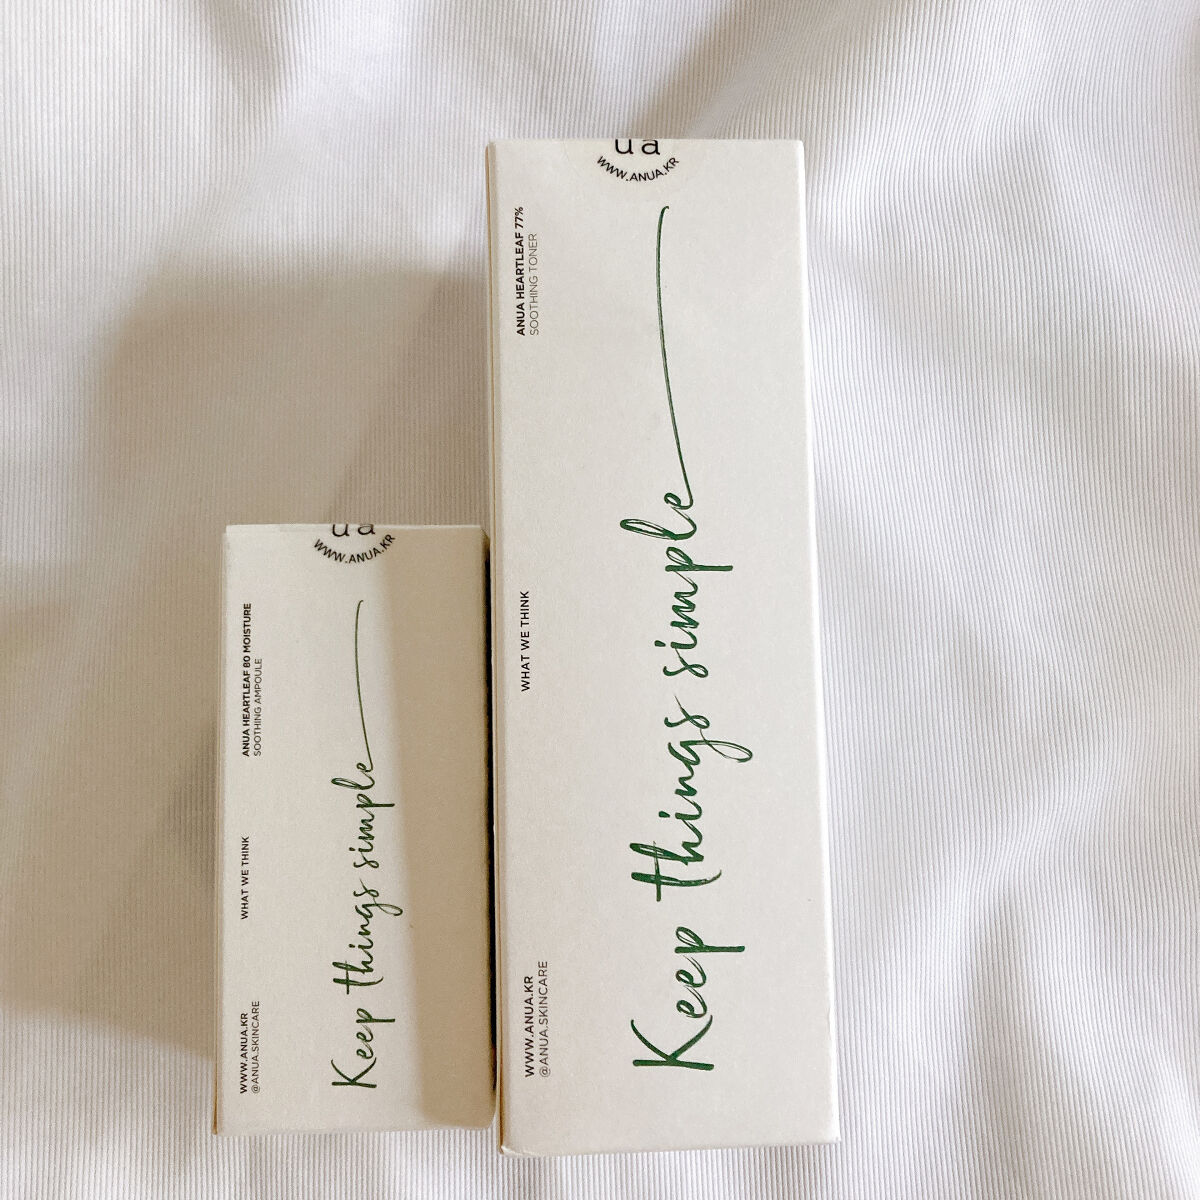 ua
WWW.ANUA.KR
ANUA HEARTLEAF 80 MOISTURE
SOOTHING AMPOULE
WHAT WE THINK
WWW.ANUA.KR
@ANUA.SKINCARE
Keep things simple
ua
WWW.ANUA.KR
ANUA HEARTLEAF 77%
SOOTHING TONER
WHAT WE THINK
WWW.ANUA.KR
@ANUA.SKINCARE
Keep things simple